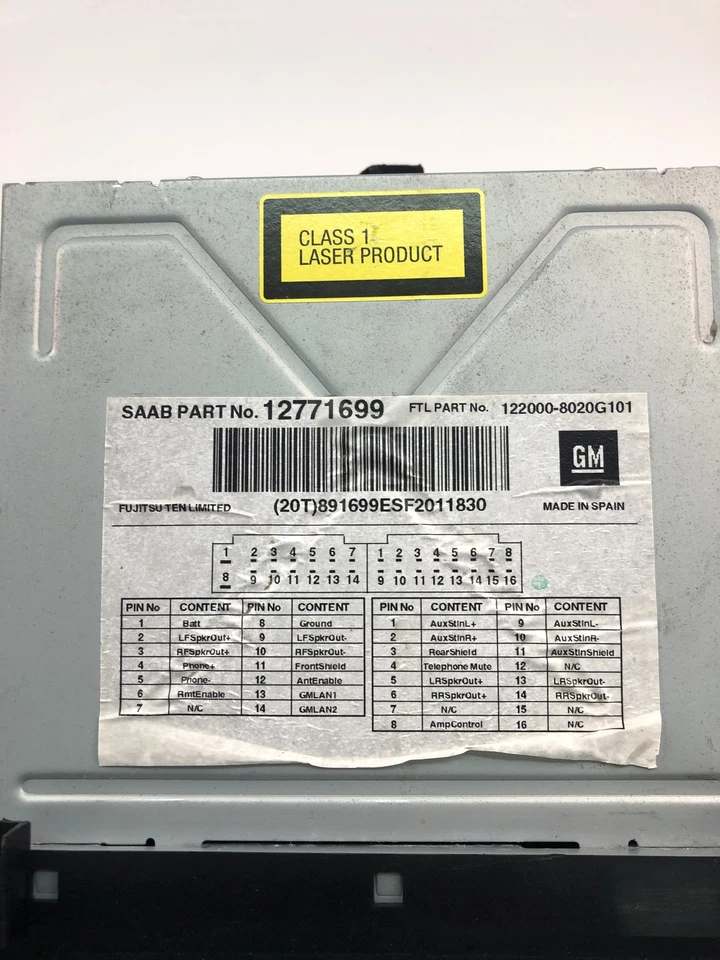 CLASS 1
LASER PRODUCT
SAAB PART No. 12771699 FTL PART No. 122000-8020G101
GM
FUJITSU TEN LIMITED (20T)891699ESF2011830 MADE IN SPAIN
1 2 3 4 5 6 7 1 2 3 4 5 6 7 8
8 9 10 11 12 13 14 9 10 11 12 13 14 15 16
PIN No CONTENT PIN No CONTENT PIN No CONTENT PIN No CONTENT
1 Batt 8 Ground 1 AuxStInL+ 9 AuxStInL-
2 LFSpkrOut+ 9 LFSpkrOut- 2 AuxStInR+ 10 AuxStInR-
3 RFSpkrOut+ 10 RFSpkrOut- 3 RearShield 11 AuxStInShield
4 Phone+ 11 FrontShield 4 Telephone Mute 12 N/C
5 Phone- 12 AntEnable 5 LRSpkrOut+ 13 LRSpkrOut-
6 RmtEnable 13 GMLAN1 6 RRSpkrOut+ 14 RRSpkrOut-
7 N/C 14 GMLAN2 7 N/C 15 N/C
8 AmpControl 16 N/C